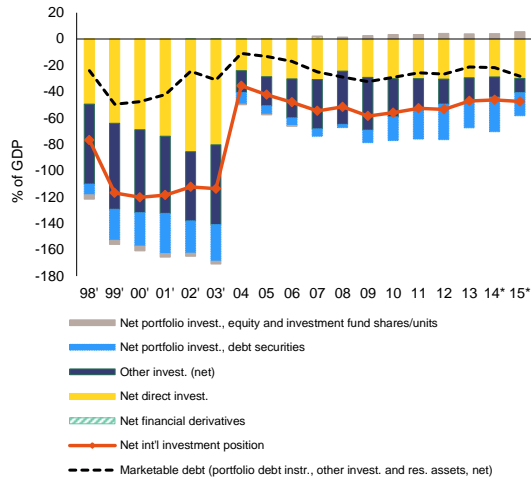 % of GDP
20
0
-20
-40
-60
-80
-100
-120
-140
-160
-180
98' 99' 00' 01' 02' 03' 04 05 06 07 08 09 10 11 12 13 14* 15*
Net portfolio invest., equity and investment fund shares/units
Net portfolio invest., debt securities
Other invest. (net)
Net direct invest.
Net financial derivatives
Net int'l investment position
Marketable debt (portfolio debt instr., other invest. and res. assets, net)